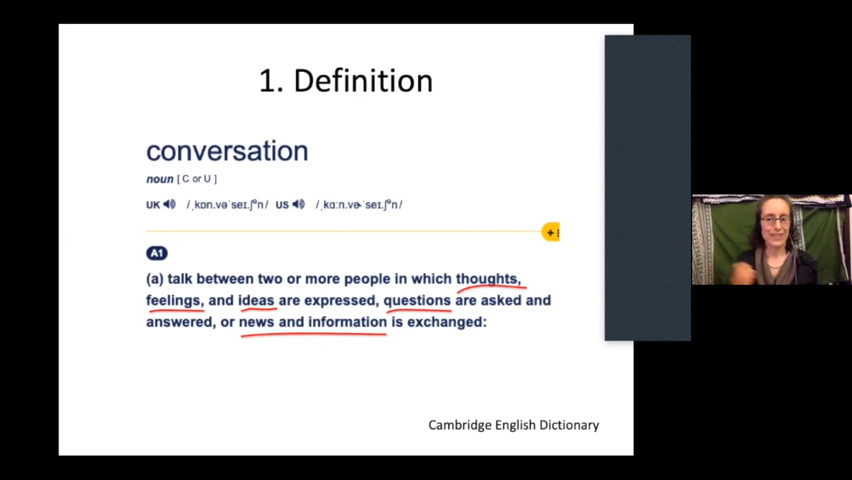 1. Definition
conversation
noun [ C or U ]
UK /ˌkɒn.vəˈseɪ.ʃᵊn/ US /ˌkɑːn.vɚˈseɪ.ʃᵊn/
A1
(a) talk between two or more people in which thoughts,
feelings, and ideas are expressed, questions are asked and
answered, or news and information is exchanged:
Cambridge English Dictionary